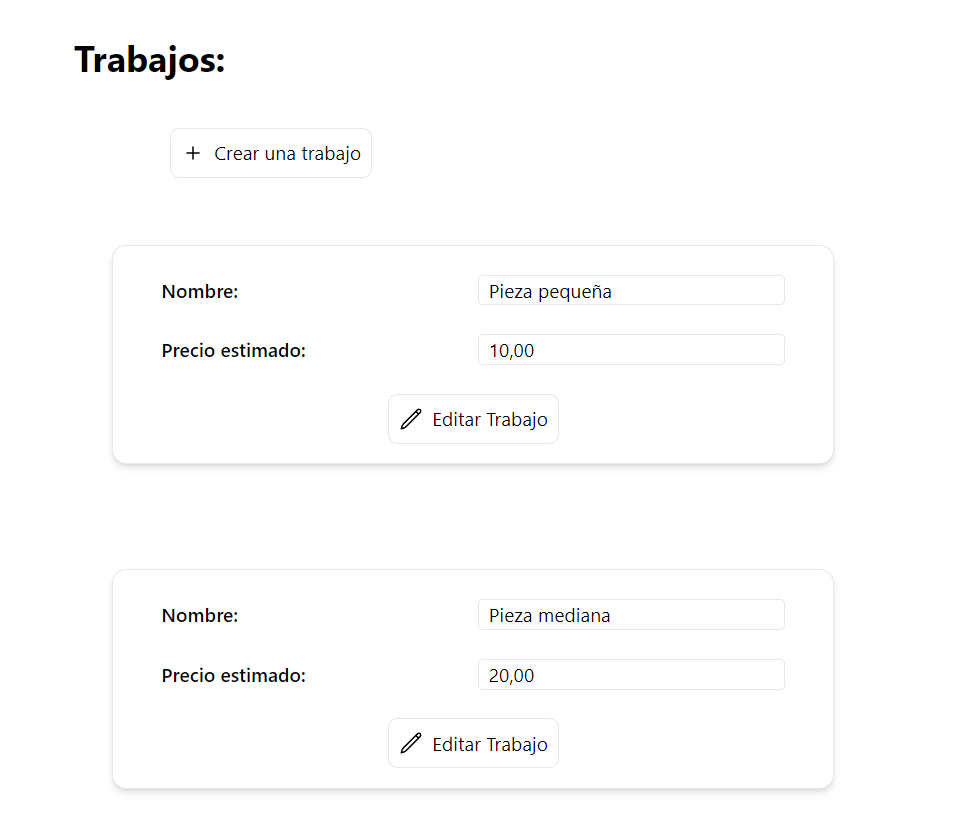 Trabajos:
Crear una trabajo
Nombre: Pieza pequeña
Precio estimado: 10,00
Editar Trabajo
Nombre: Pieza mediana
Precio estimado: 20,00
Editar Trabajo